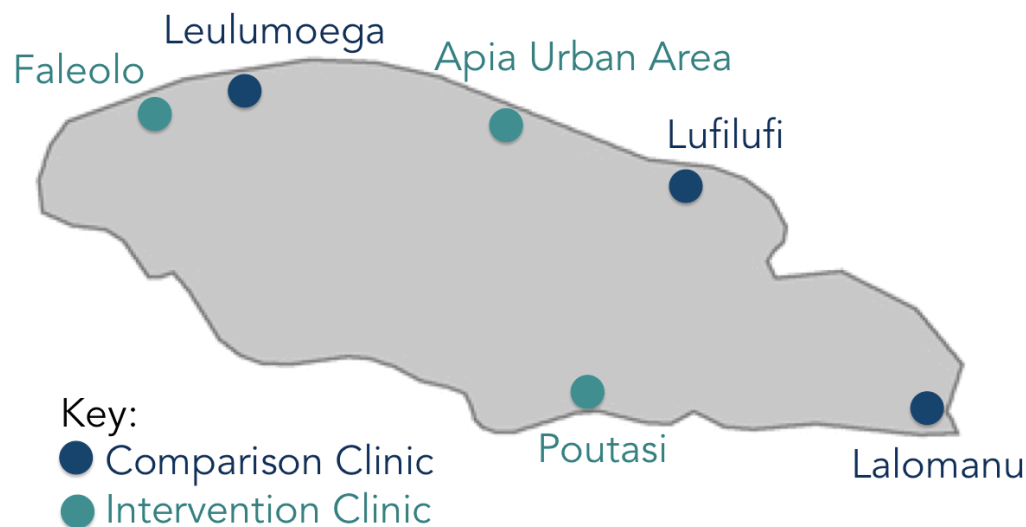 Leulumoega
Faleolo
Apia Urban Area
Lufilufi
Poutasi
Lalomanu
Key:
Comparison Clinic
Intervention Clinic